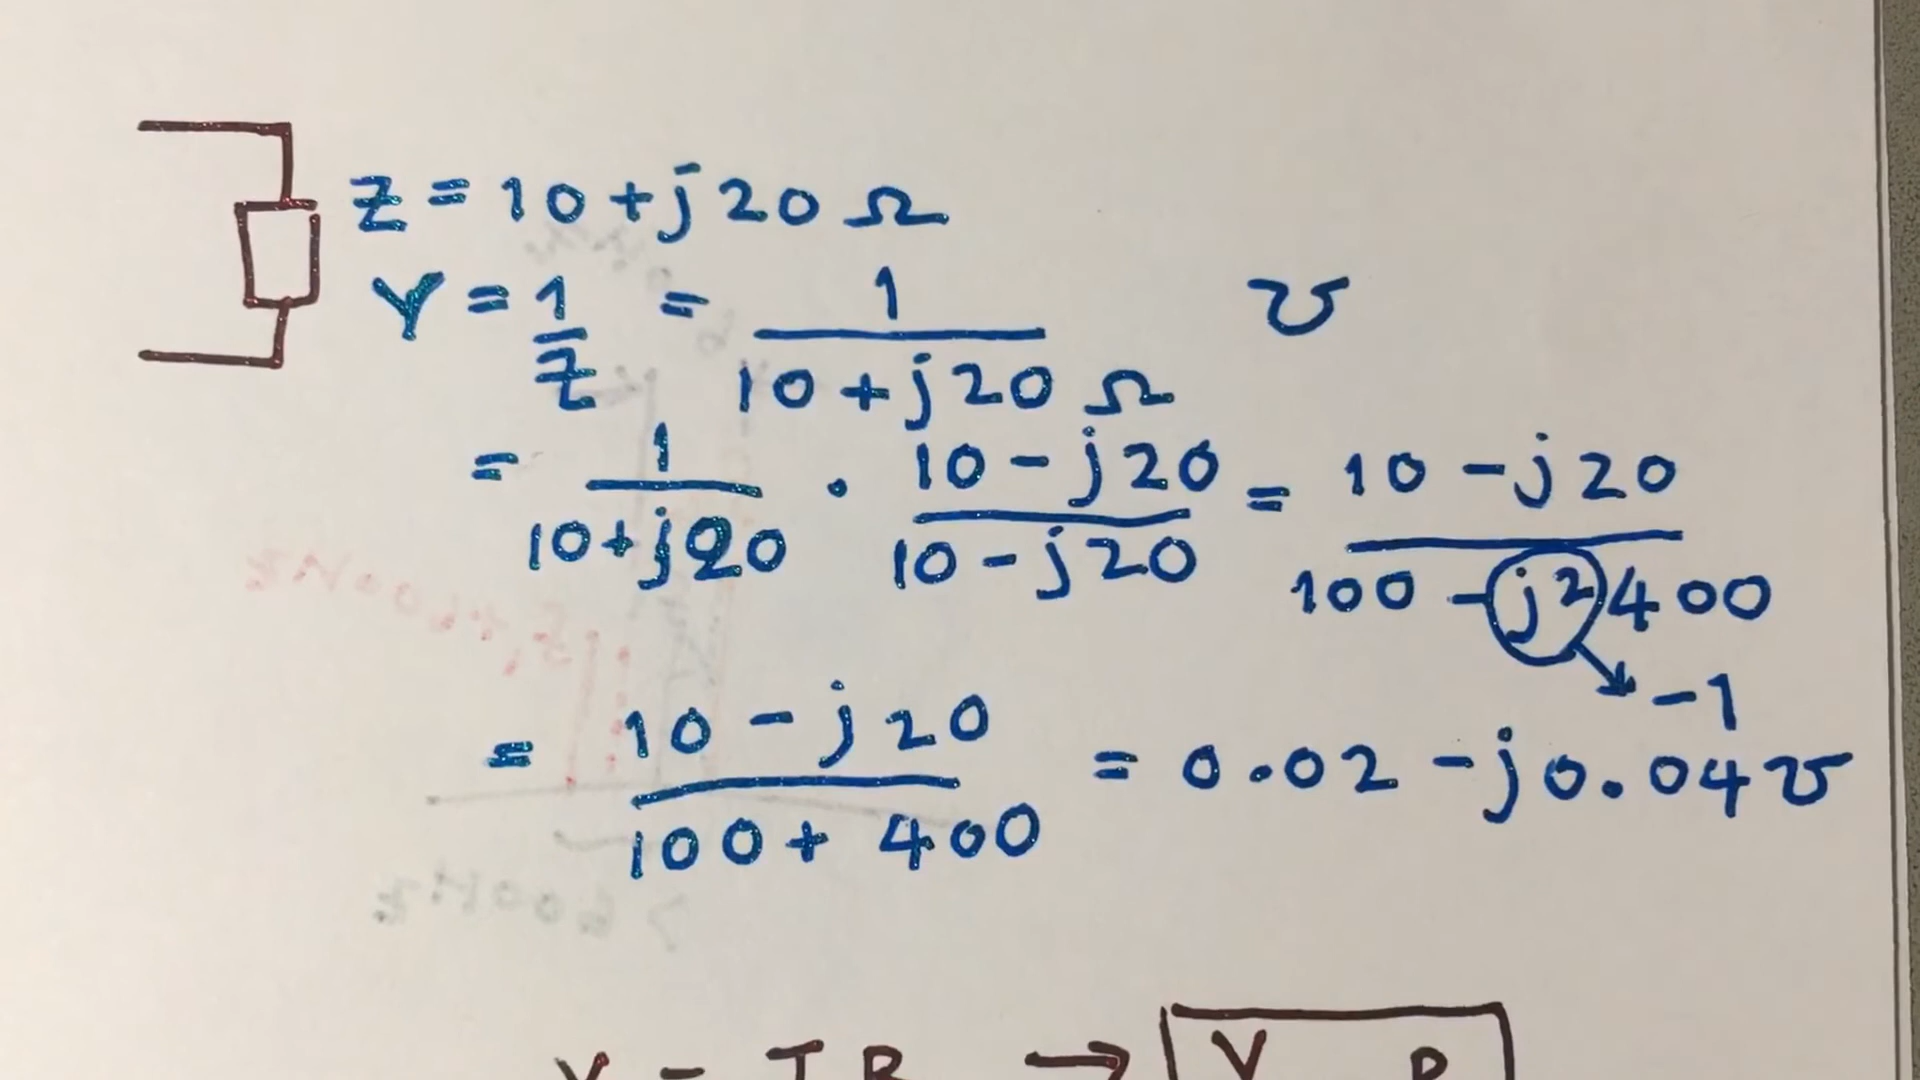 Z = 10 + j20 Ω
Y = 1/Z = 1/(10 + j20 Ω) ℧
= 1/(10+j20) · (10 - j20)/(10 - j20) = (10 - j20)/(100 - j²400)
-1
= (10 - j20)/(100 + 400) = 0.02 - j0.04 ℧
V = I R → V R